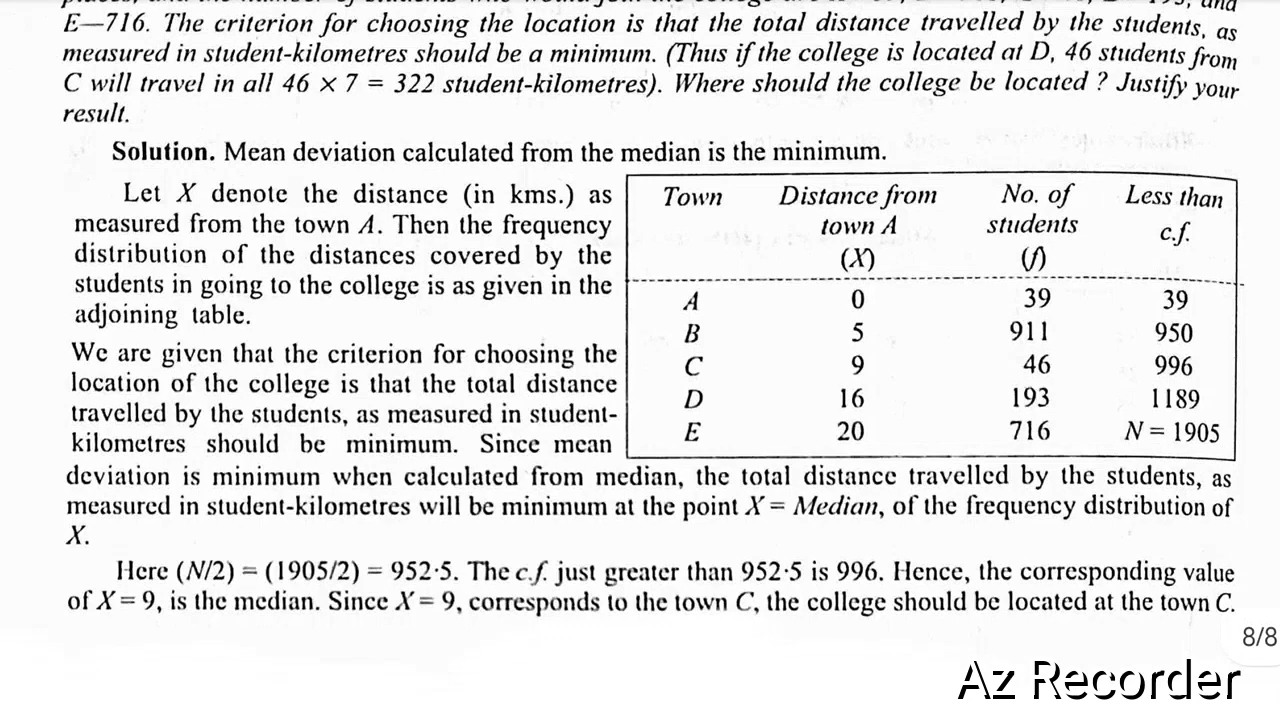 E—716. The criterion for choosing the location is that the total distance travelled by the students, as
measured in student-kilometres should be a minimum. (Thus if the college is located at D, 46 students from
C will travel in all 46 × 7 = 322 student-kilometres). Where should the college be located ? Justify your
result.
Solution. Mean deviation calculated from the median is the minimum.
Let X denote the distance (in kms.) as
measured from the town A. Then the frequency
distribution of the distances covered by the
students in going to the college is as given in the
adjoining table.
We are given that the criterion for choosing the
location of the college is that the total distance
travelled by the students, as measured in student-
kilometres should be minimum. Since mean
Town Distance from No. of Less than
town A students c.f.
(X) (f)
A 0 39 39
B 5 911 950
C 9 46 996
D 16 193 1189
E 20 716 N = 1905
deviation is minimum when calculated from median, the total distance travelled by the students, as
measured in student-kilometres will be minimum at the point X = Median, of the frequency distribution of
X.
Here (N/2) = (1905/2) = 952·5. The c.f. just greater than 952·5 is 996. Hence, the corresponding value
of X = 9, is the median. Since X = 9, corresponds to the town C, the college should be located at the town C.
8/8
Az Recorder